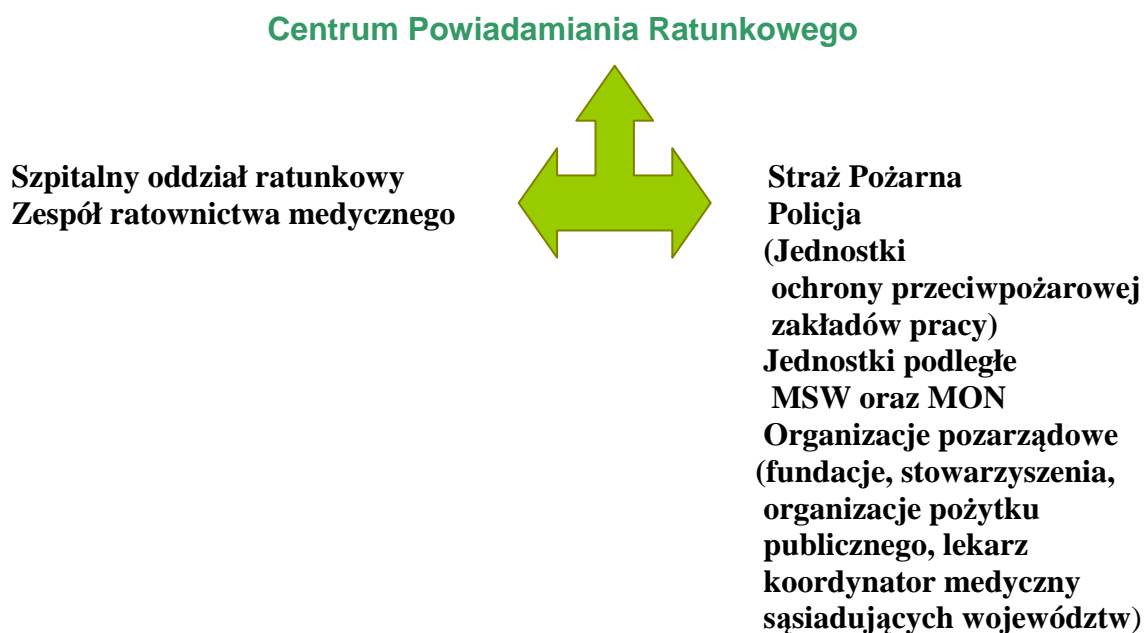 Centrum Powiadamiania Ratunkowego
Szpitalny oddział ratunkowy
Zespół ratownictwa medycznego
Straż Pożarna
Policja
(Jednostki
ochrony przeciwpożarowej
zakładów pracy)
Jednostki podległe
MSW oraz MON
Organizacje pozarządowe
(fundacje, stowarzyszenia,
organizacje pożytku
publicznego, lekarz
koordynator medyczny
sąsiadujących województw)